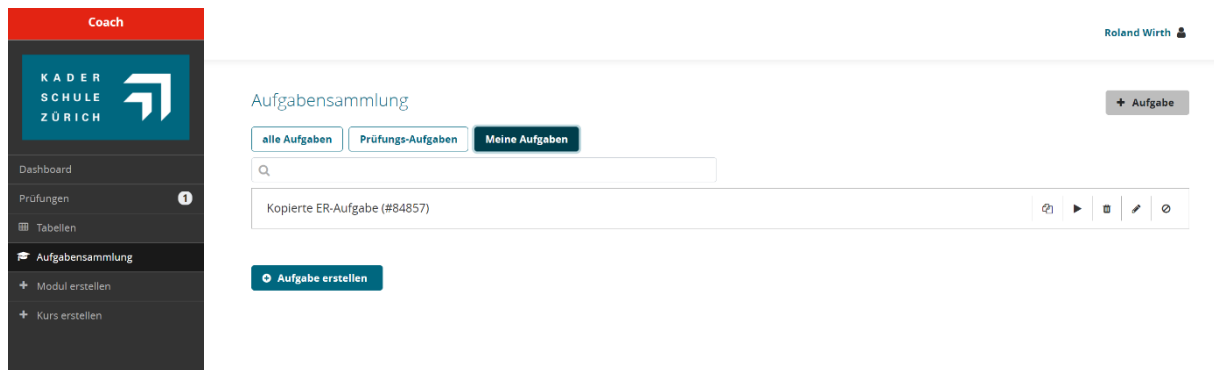 Coach
Roland Wirth
KADER
SCHULE
ZÜRICH
Dashboard
Prüfungen 1
Tabellen
Aufgabensammlung
Modul erstellen
Kurs erstellen
Aufgabensammlung
+ Aufgabe
alle Aufgaben Prüfungs-Aufgaben Meine Aufgaben
Kopierte ER-Aufgabe (#84857)
Aufgabe erstellen